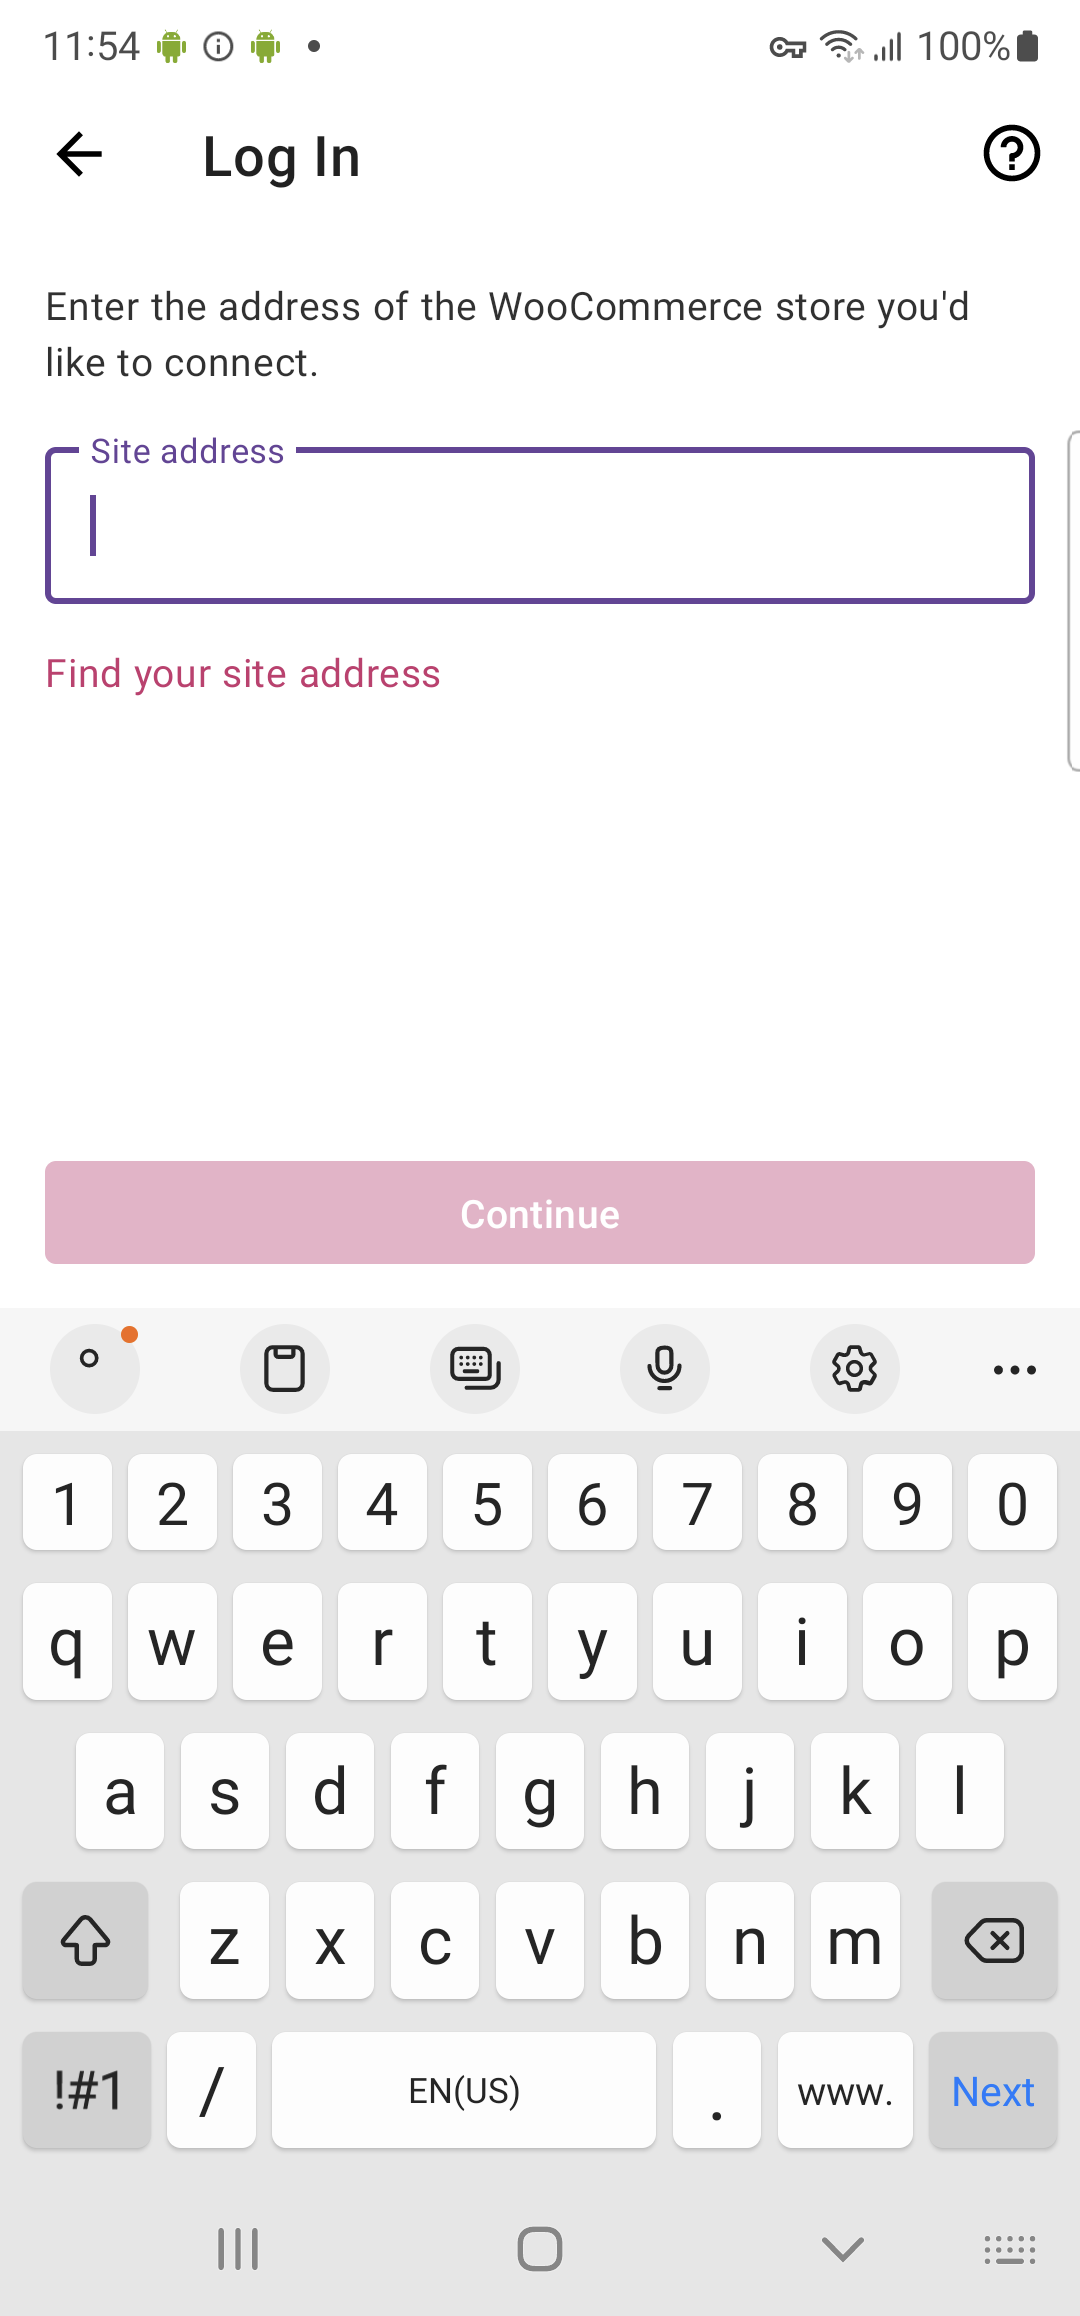 11:54
100%
Log In
Enter the address of the WooCommerce store you'd
like to connect.
Site address
Find your site address
Continue
1 2 3 4 5 6 7 8 9 0
q w e r t y u i o p
a s d f g h j k l
z x c v b n m
!#1 / EN(US) . www. Next